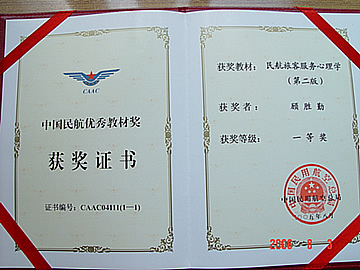 CAAC
中国民航优秀教材奖
获奖证书
证书编号：CAAC04111(1—1)
获奖教材：民航旅客服务心理学
（第二版）
获奖者：顾胜勤
获奖等级：一等奖
中国民用航空总局
二〇〇五年八月